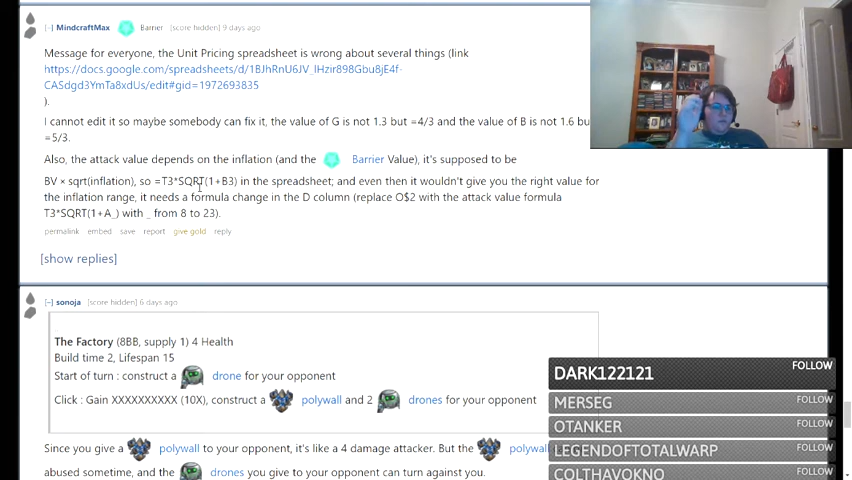 [-] MindcraftMax Barrier [score hidden] 9 days ago
Message for everyone, the Unit Pricing spreadsheet is wrong about several things (link
https://docs.google.com/spreadsheets/d/1BJhRnU6JV_lHzir898Gbu8jE4f-
CASdgd3YmTa8xdUs/edit#gid=1972693835
).
I cannot edit it so maybe somebody can fix it, the value of G is not 1.3 but =4/3 and the value of B is not 1.6 bu
=5/3.
Also, the attack value depends on the inflation (and the Barrier Value), it's supposed to be
BV × sqrt(inflation), so =T3*SQRT(1+B3) in the spreadsheet; and even then it wouldn't give you the right value for
the inflation range, it needs a formula change in the D column (replace O$2 with the attack value formula
T3*SQRT(1+A_) with _ from 8 to 23).
permalink embed save report give gold reply
[show replies]
[-] sonoja [score hidden] 6 days ago
The Factory (8BB, supply 1) 4 Health
Build time 2, Lifespan 15
Start of turn : construct a drone for your opponent
Click : Gain XXXXXXXXXX (10X), construct a polywall and 2 drones for your opponent
Since you give a polywall to your opponent, it's like a 4 damage attacker. But the polywal
abused sometime, and the drones you give to your opponent can turn against you.
DARK122121 FOLLOW
MERSEG FOLLOW
OTANKER FOLLOW
LEGENDOFTOTALWARP FOLLOW
COLTHAVOKNO FOLLOW